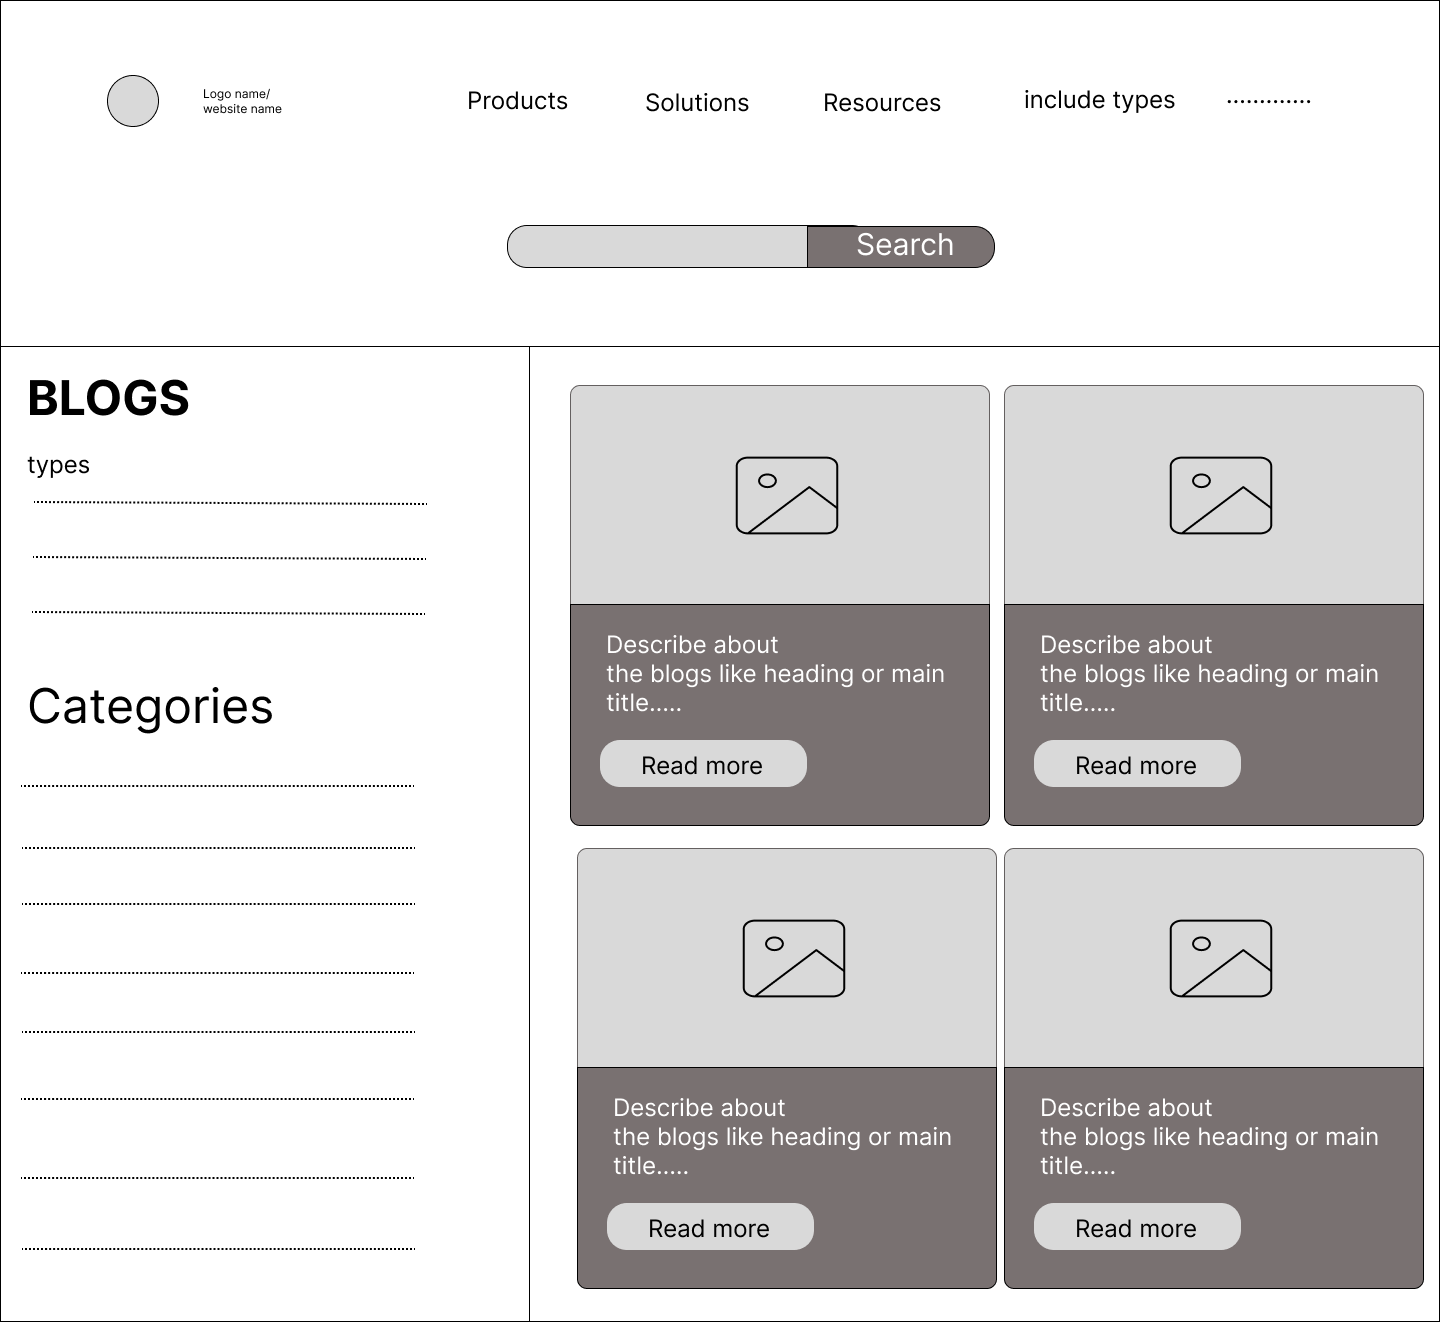 Logo name/
website name
Products
Solutions
Resources
include types
.............
Search
BLOGS
types
Categories
Describe about
the blogs like heading or main
title.....
Read more
Describe about
the blogs like heading or main
title.....
Read more
Describe about
the blogs like heading or main
title.....
Read more
Describe about
the blogs like heading or main
title.....
Read more